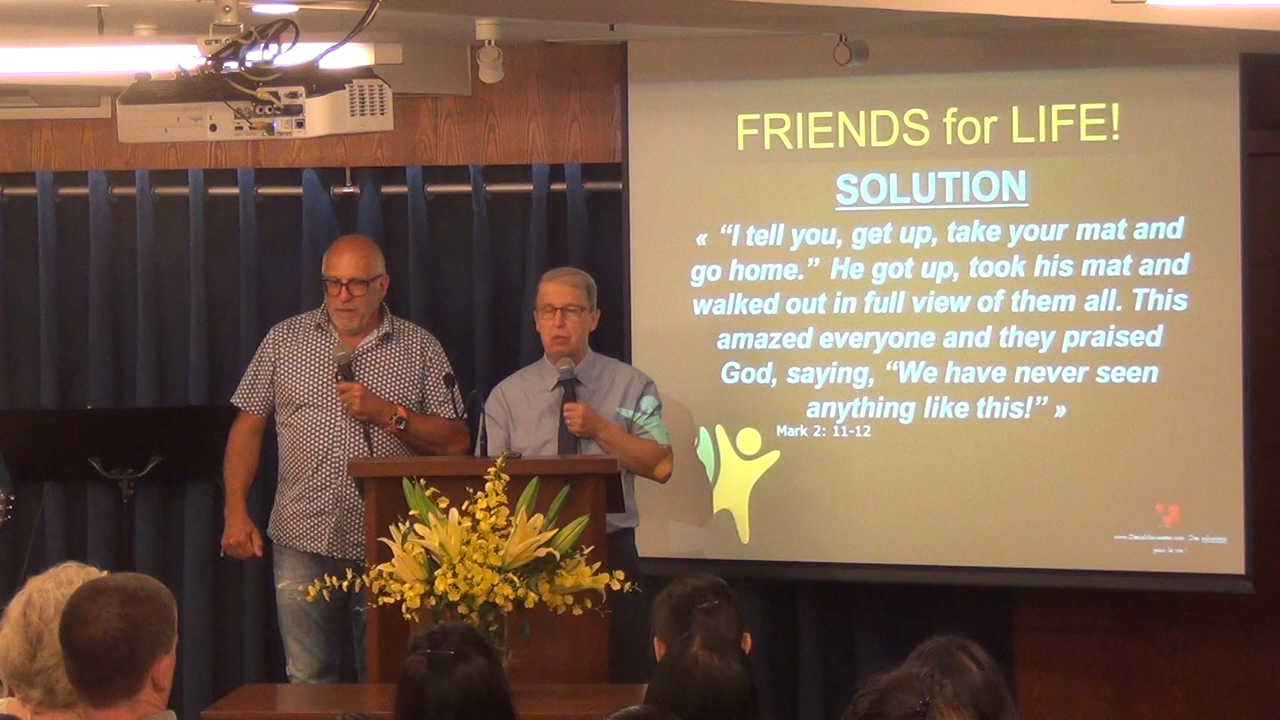 FRIENDS for LIFE!
SOLUTION
« “I tell you, get up, take your mat and
go home.” He got up, took his mat and
walked out in full view of them all. This
amazed everyone and they praised
God, saying, “We have never seen
anything like this!” »
Mark 2: 11-12